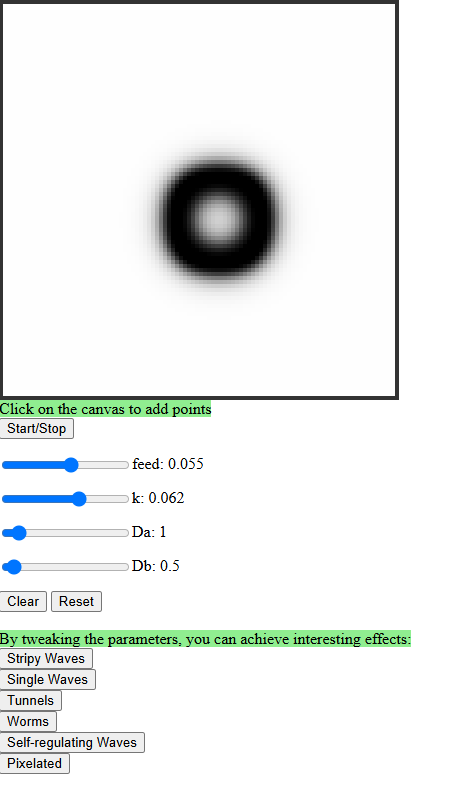 Click on the canvas to add points
Start/Stop
feed: 0.055
k: 0.062
Da: 1
Db: 0.5
Clear Reset
By tweaking the parameters, you can achieve interesting effects:
Stripy Waves
Single Waves
Tunnels
Worms
Self-regulating Waves
Pixelated